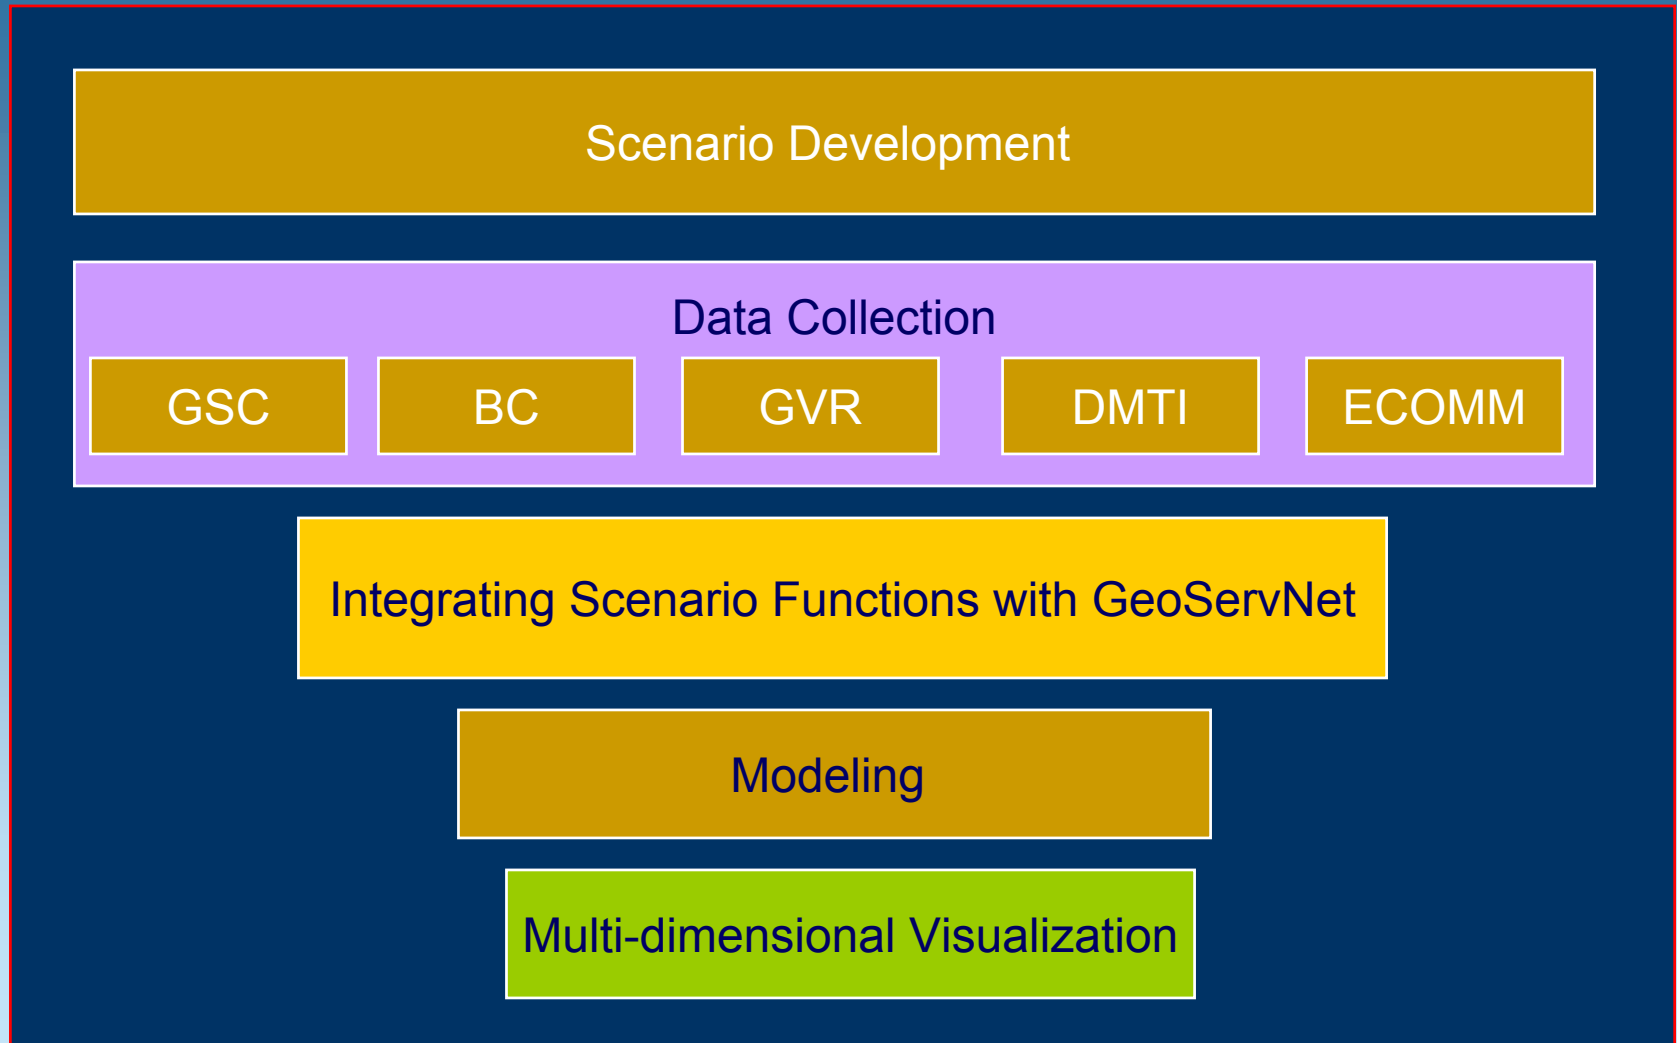 Scenario Development
Data Collection
GSC BC GVR DMTI ECOMM
Integrating Scenario Functions with GeoServNet
Modeling
Multi-dimensional Visualization